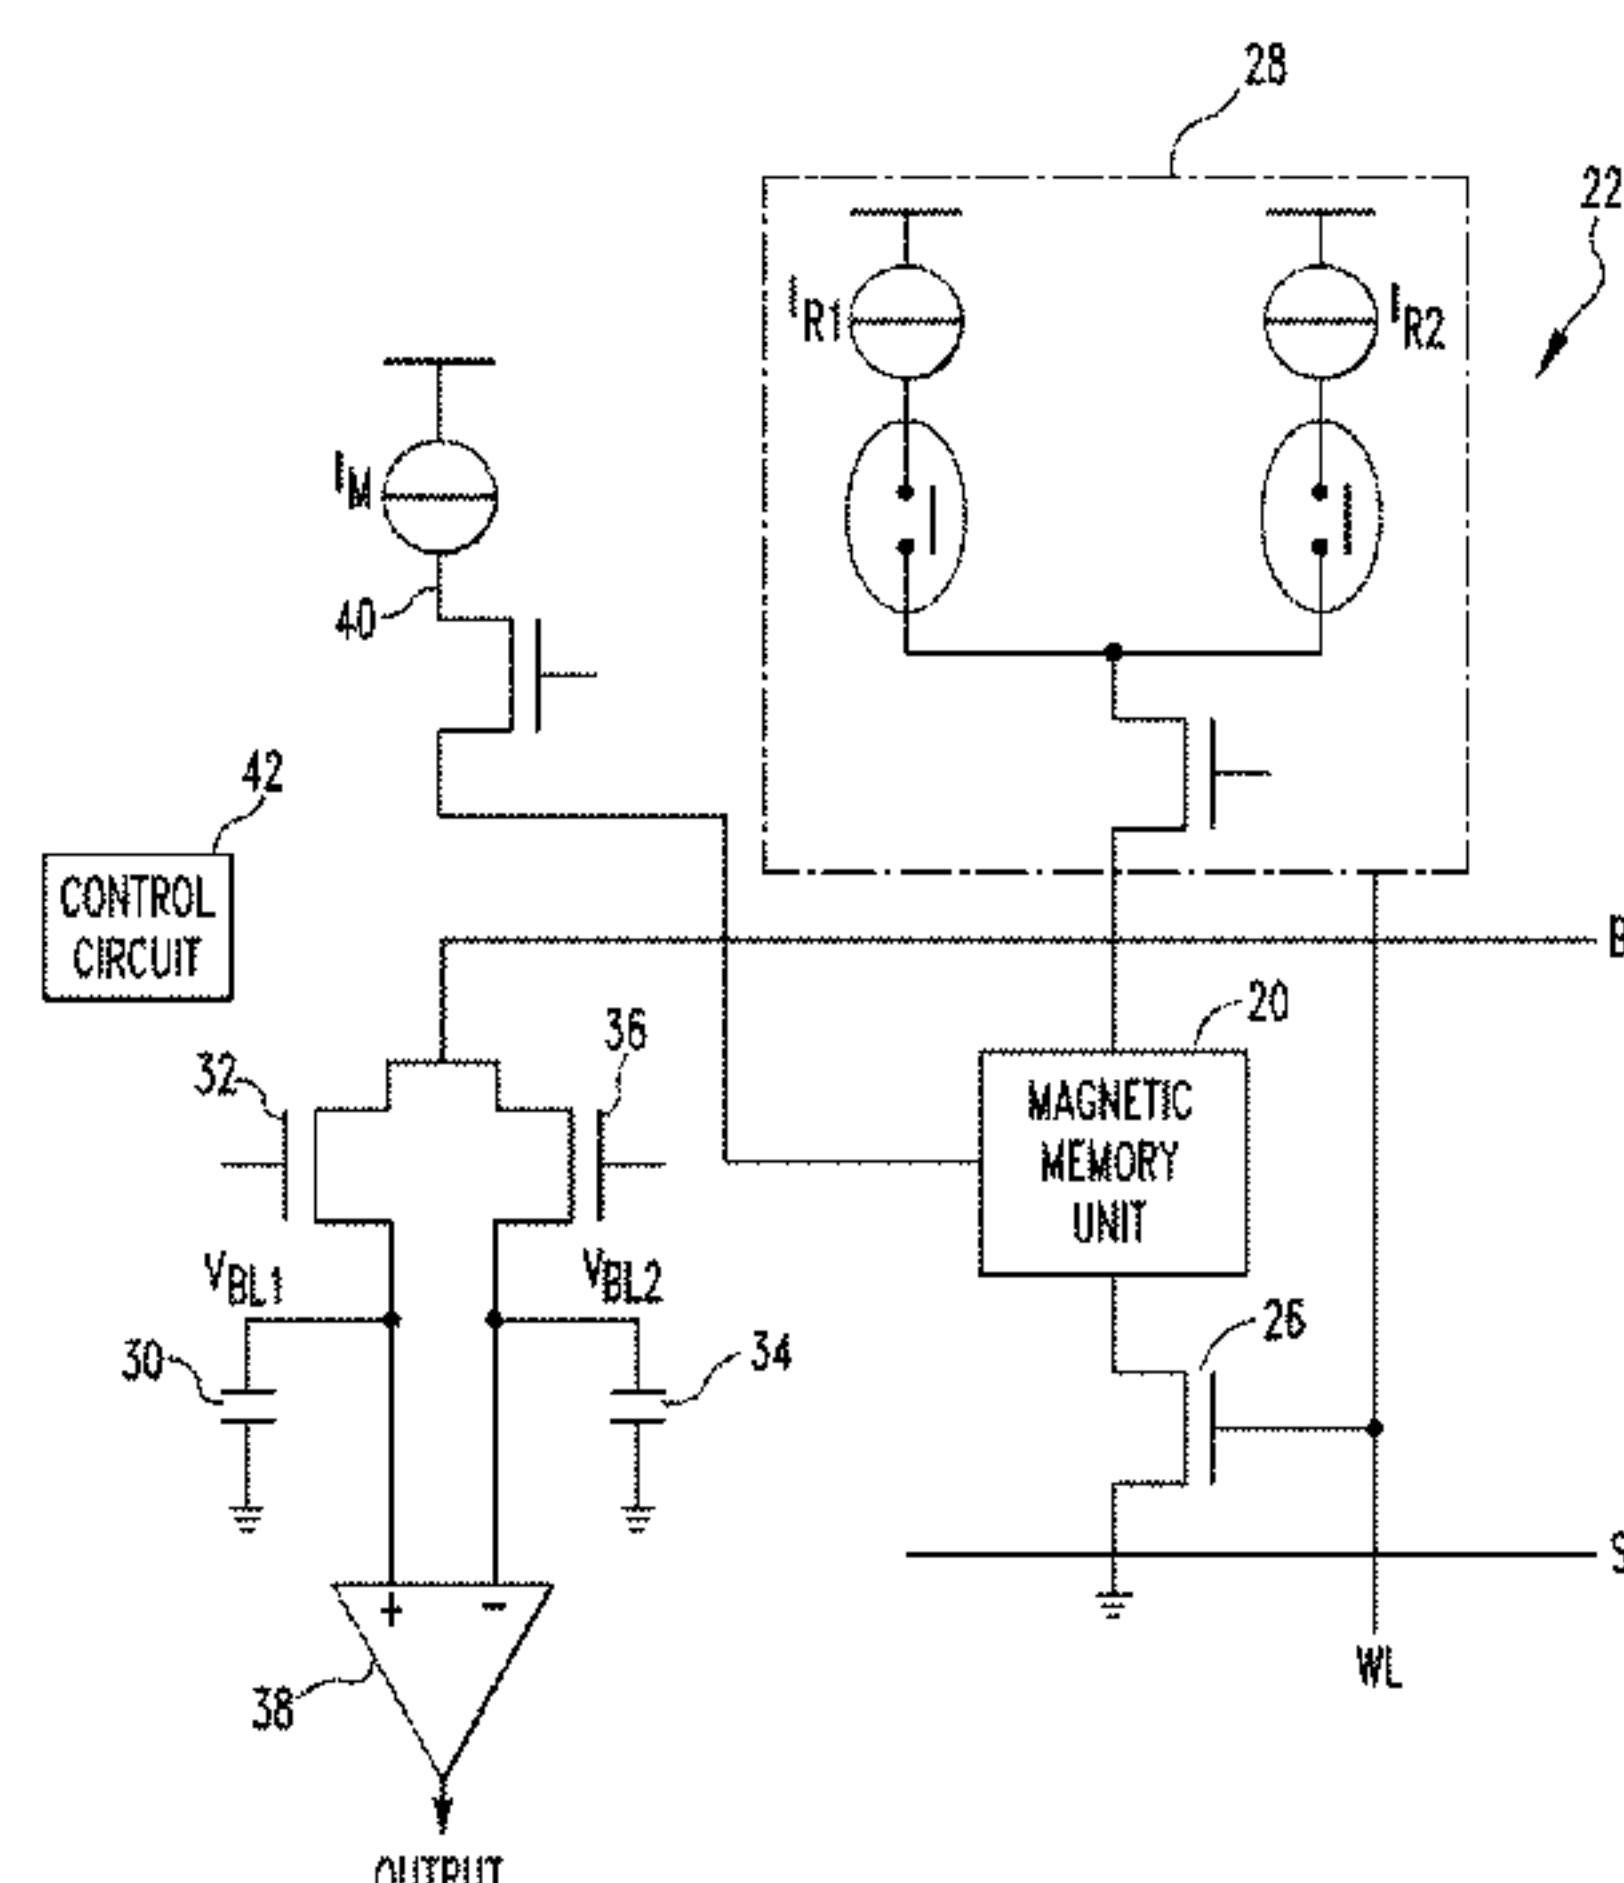 28
22
IR1
IR2
IM
40
42
CONTROL
CIRCUIT
B
20
36
32
MAGNETIC
MEMORY
UNIT
VBL1
VBL2
26
30
34
S
WL
38
OUTPUT